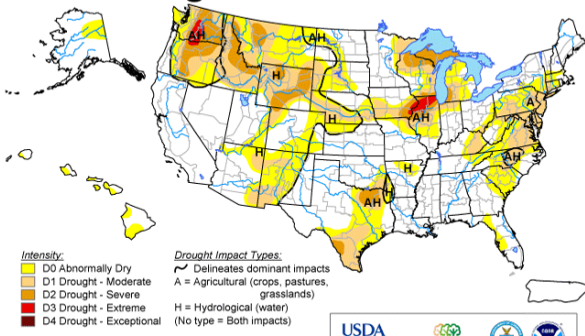 AH
AH
H
H
AH
A
H
AH
H
H
AH
Intensity:
D0 Abnormally Dry
D1 Drought - Moderate
D2 Drought - Severe
D3 Drought - Extreme
D4 Drought - Exceptional
Drought Impact Types:
Delineates dominant impacts
A = Agricultural (crops, pastures,
grasslands)
H = Hydrological (water)
(No type = Both impacts)
USDA